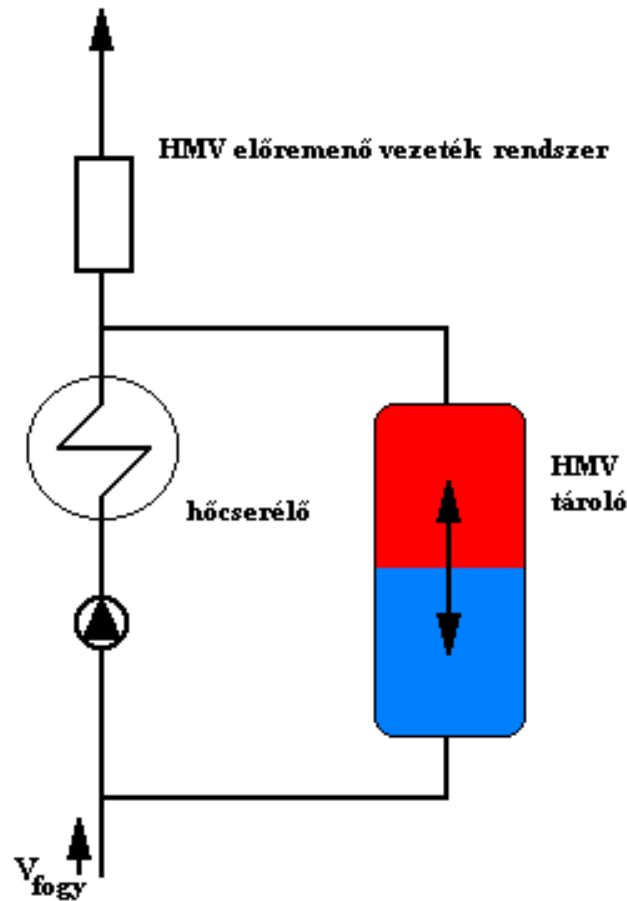 HMV előremenő vezeték rendszer
HMV
tároló
hőcserélő
Vfogy